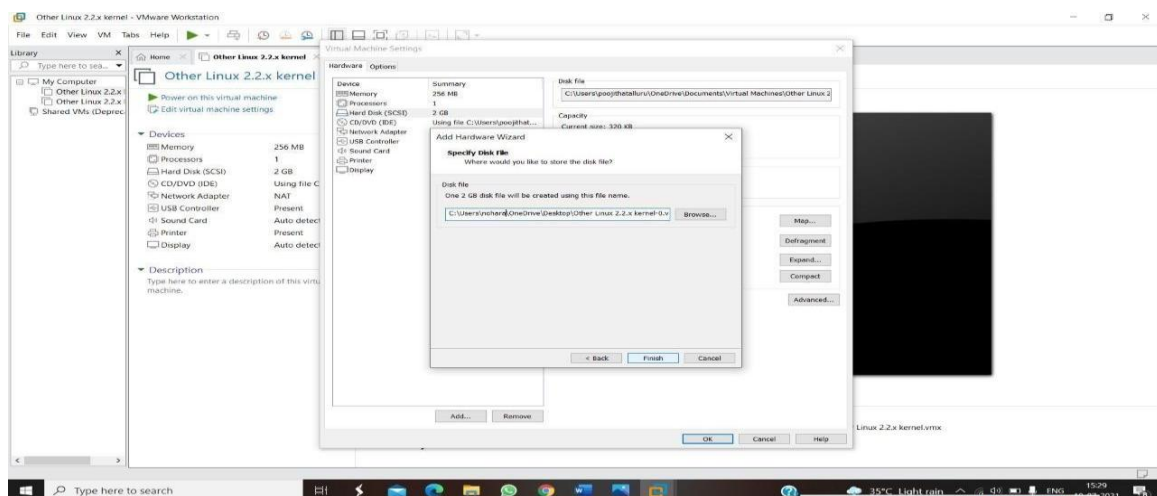 Other Linux 2.2.x kernel - VMware Workstation
File Edit View VM Tabs Help
Library
Type here to sea...
My Computer
Other Linux 2.2.x
Other Linux 2.2.x
Shared VMs (Deprec
Home
Other Linux 2.2.x kernel
Other Linux 2.2.x kernel
Power on this virtual machine
Edit virtual machine settings
Devices
Memory 256 MB
Processors 1
Hard Disk (SCSI) 2 GB
CD/DVD (IDE) Using file C
Network Adapter NAT
USB Controller Present
Sound Card Auto detec
Printer Present
Display Auto detec
Description
Type here to enter a description of this virtu
machine.
Virtual Machine Settings
Hardware Options
Device Summary
Memory 256 MB
Processors 1
Hard Disk (SCSI) 2 GB
CD/DVD (IDE) Using file C:\Users\poojithat...
Network Adapter
USB Controller
Sound Card
Printer
Display
Add... Remove
Disk file
C:\Users\poojithatalluru\OneDrive\Documents\Virtual Machines\Other Linux 2
Capacity
Current size: 320 KB
Map...
Defragment
Expand...
Compact
Advanced...
Add Hardware Wizard
Specify Disk File
Where would you like to store the disk file?
Disk file
One 2 GB disk file will be created using this file name.
Desktop\Other Linux 2.2.x kernel-0.v Browse...
< Back Finish Cancel
OK Cancel Help
Linux 2.2.x kernel.vmx
Type here to search
35°C Light rain
ENG
15:29